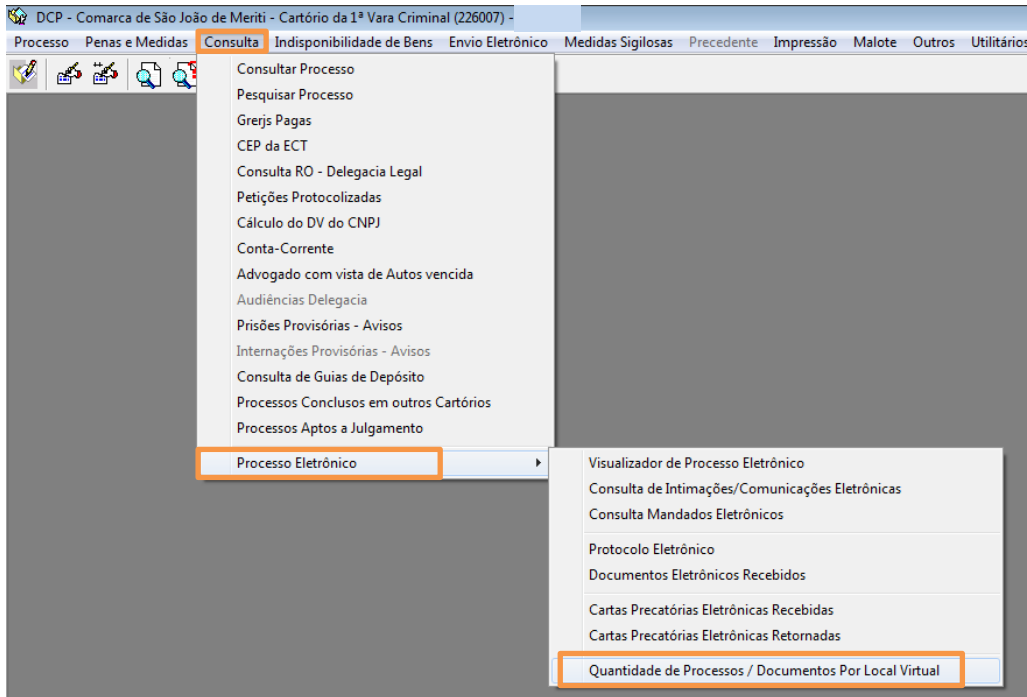 DCP - Comarca de São João de Meriti - Cartório da 1ª Vara Criminal (226007) -
Processo Penas e Medidas Consulta Indisponibilidade de Bens Envio Eletrônico Medidas Sigilosas Precedente Impressão Malote Outros Utilitários
Consultar Processo
Pesquisar Processo
Grerjs Pagas
CEP da ECT
Consulta RO - Delegacia Legal
Petições Protocolizadas
Cálculo do DV do CNPJ
Conta-Corrente
Advogado com vista de Autos vencida
Audiências Delegacia
Prisões Provisórias - Avisos
Internações Provisórias - Avisos
Consulta de Guias de Depósito
Processos Conclusos em outros Cartórios
Processos Aptos a Julgamento
Processo Eletrônico
Visualizador de Processo Eletrônico
Consulta de Intimações/Comunicações Eletrônicas
Consulta Mandados Eletrônicos
Protocolo Eletrônico
Documentos Eletrônicos Recebidos
Cartas Precatórias Eletrônicas Recebidas
Cartas Precatórias Eletrônicas Retornadas
Quantidade de Processos / Documentos Por Local Virtual